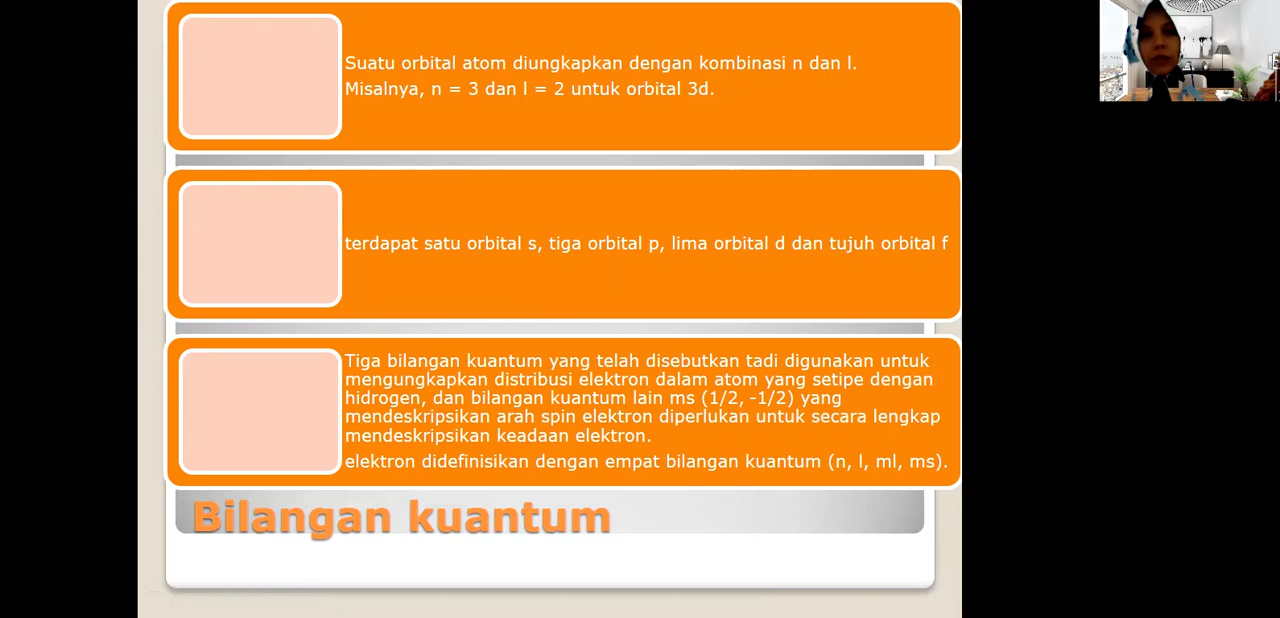 Suatu orbital atom diungkapkan dengan kombinasi n dan l.
Misalnya, n = 3 dan l = 2 untuk orbital 3d.
terdapat satu orbital s, tiga orbital p, lima orbital d dan tujuh orbital f
Tiga bilangan kuantum yang telah disebutkan tadi digunakan untuk
mengungkapkan distribusi elektron dalam atom yang setipe dengan
hidrogen, dan bilangan kuantum lain ms (1/2, -1/2) yang
mendeskripsikan arah spin elektron diperlukan untuk secara lengkap
mendeskripsikan keadaan elektron.
elektron didefinisikan dengan empat bilangan kuantum (n, l, ml, ms).
Bilangan kuantum